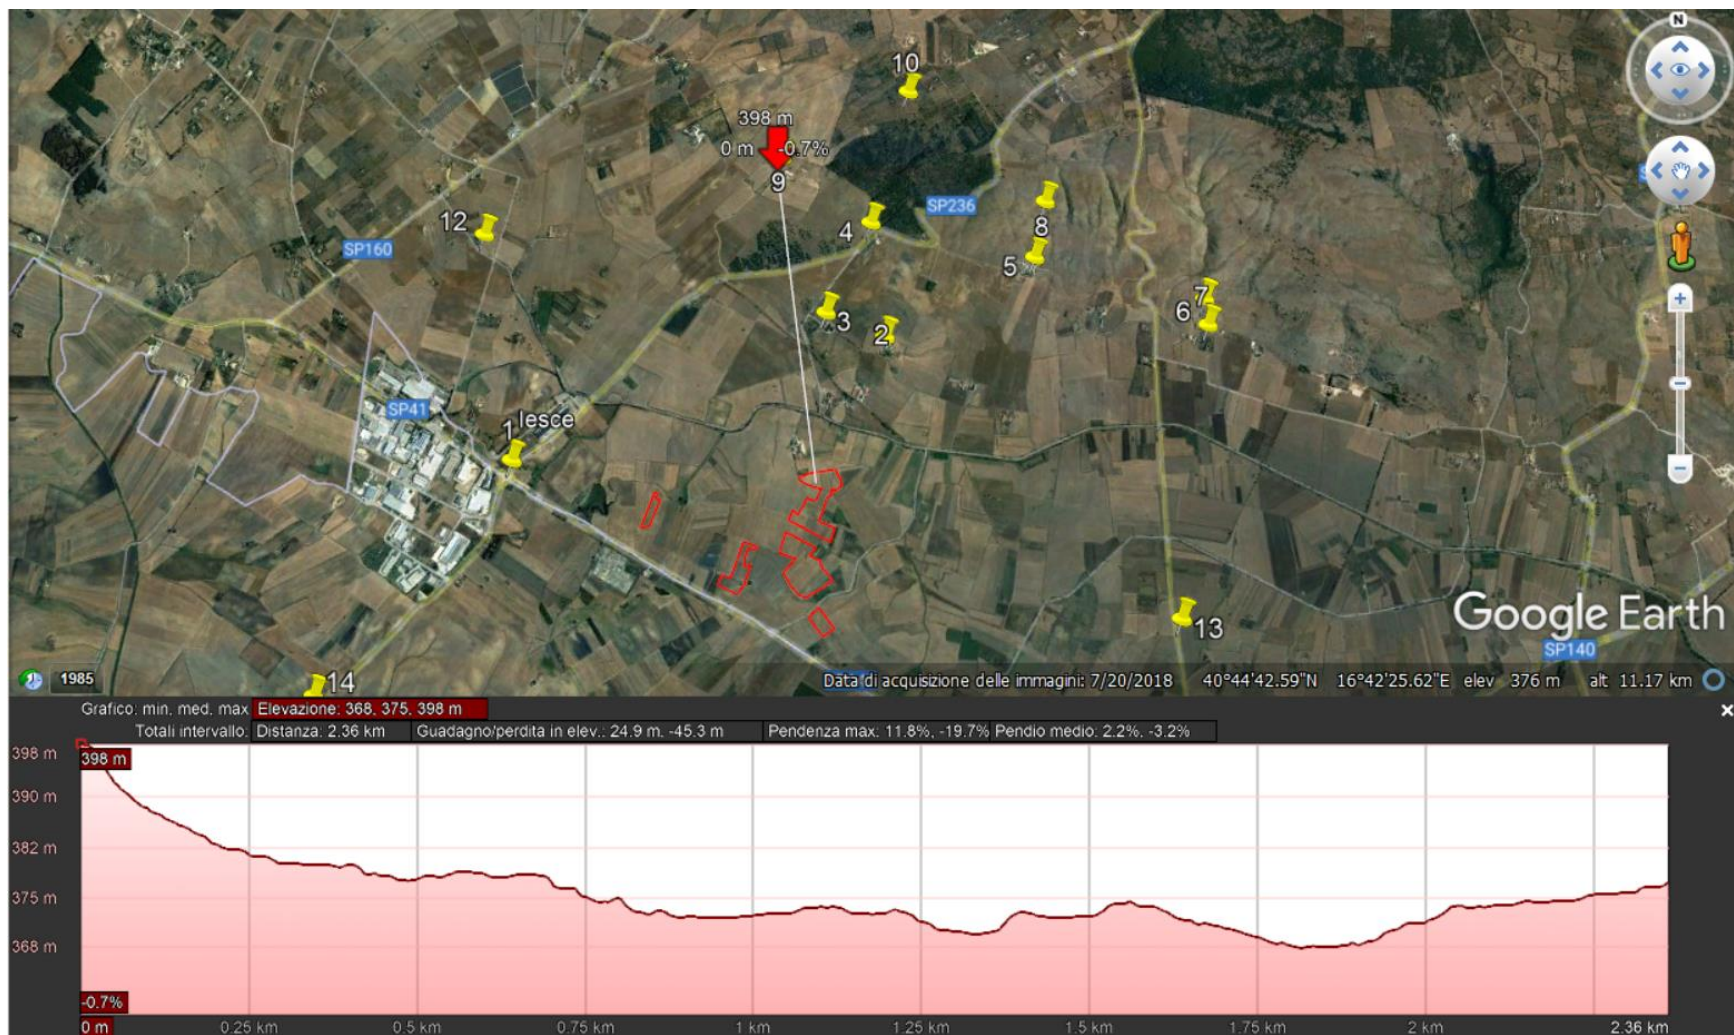 N
10
398 m
0 m -0.7%
9
8
SP236
4
12
SP160
5
7
6
3
2
SP41
1 Iesce
13
Google Earth
SP140
14
1985
Data di acquisizione delle immagini: 7/20/2018 40°44'42.59"N 16°42'25.62"E elev 376 m alt 11.17 km
Grafico: min. med. max Elevazione: 368, 375, 398 m
Totali intervallo: Distanza: 2.36 km Guadagno/perdita in elev.: 24.9 m, -45.3 m Pendenza max: 11.8%, -19.7% Pendio medio: 2.2%, -3.2%
398 m
398 m
390 m
382 m
375 m
368 m
-0.7%
0 m 0.25 km 0.5 km 0.75 km 1 km 1.25 km 1.5 km 1.75 km 2 km 2.36 km